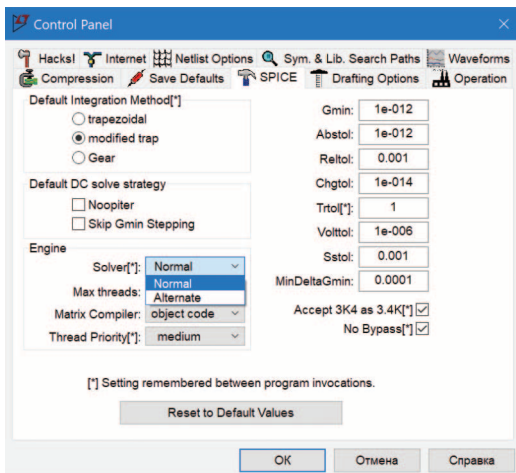 Control Panel
Hacks! Internet Netlist Options Sym. & Lib. Search Paths Waveforms
Compression Save Defaults SPICE Drafting Options Operation
Default Integration Method[*]
trapezoidal
modified trap
Gear
Default DC solve strategy
Noopiter
Skip Gmin Stepping
Engine
Solver[*]: Normal
Normal
Alternate
Max threads:
Matrix Compiler: object code
Thread Priority[*]: medium
Gmin: 1e-012
Abstol: 1e-012
Reltol: 0.001
Chgtol: 1e-014
Trtol[*]: 1
Volttol: 1e-006
Sstol: 0.001
MinDeltaGmin: 0.0001
Accept 3K4 as 3.4K[*]
No Bypass[*]
[*] Setting remembered between program invocations.
Reset to Default Values
OK Отмена Справка